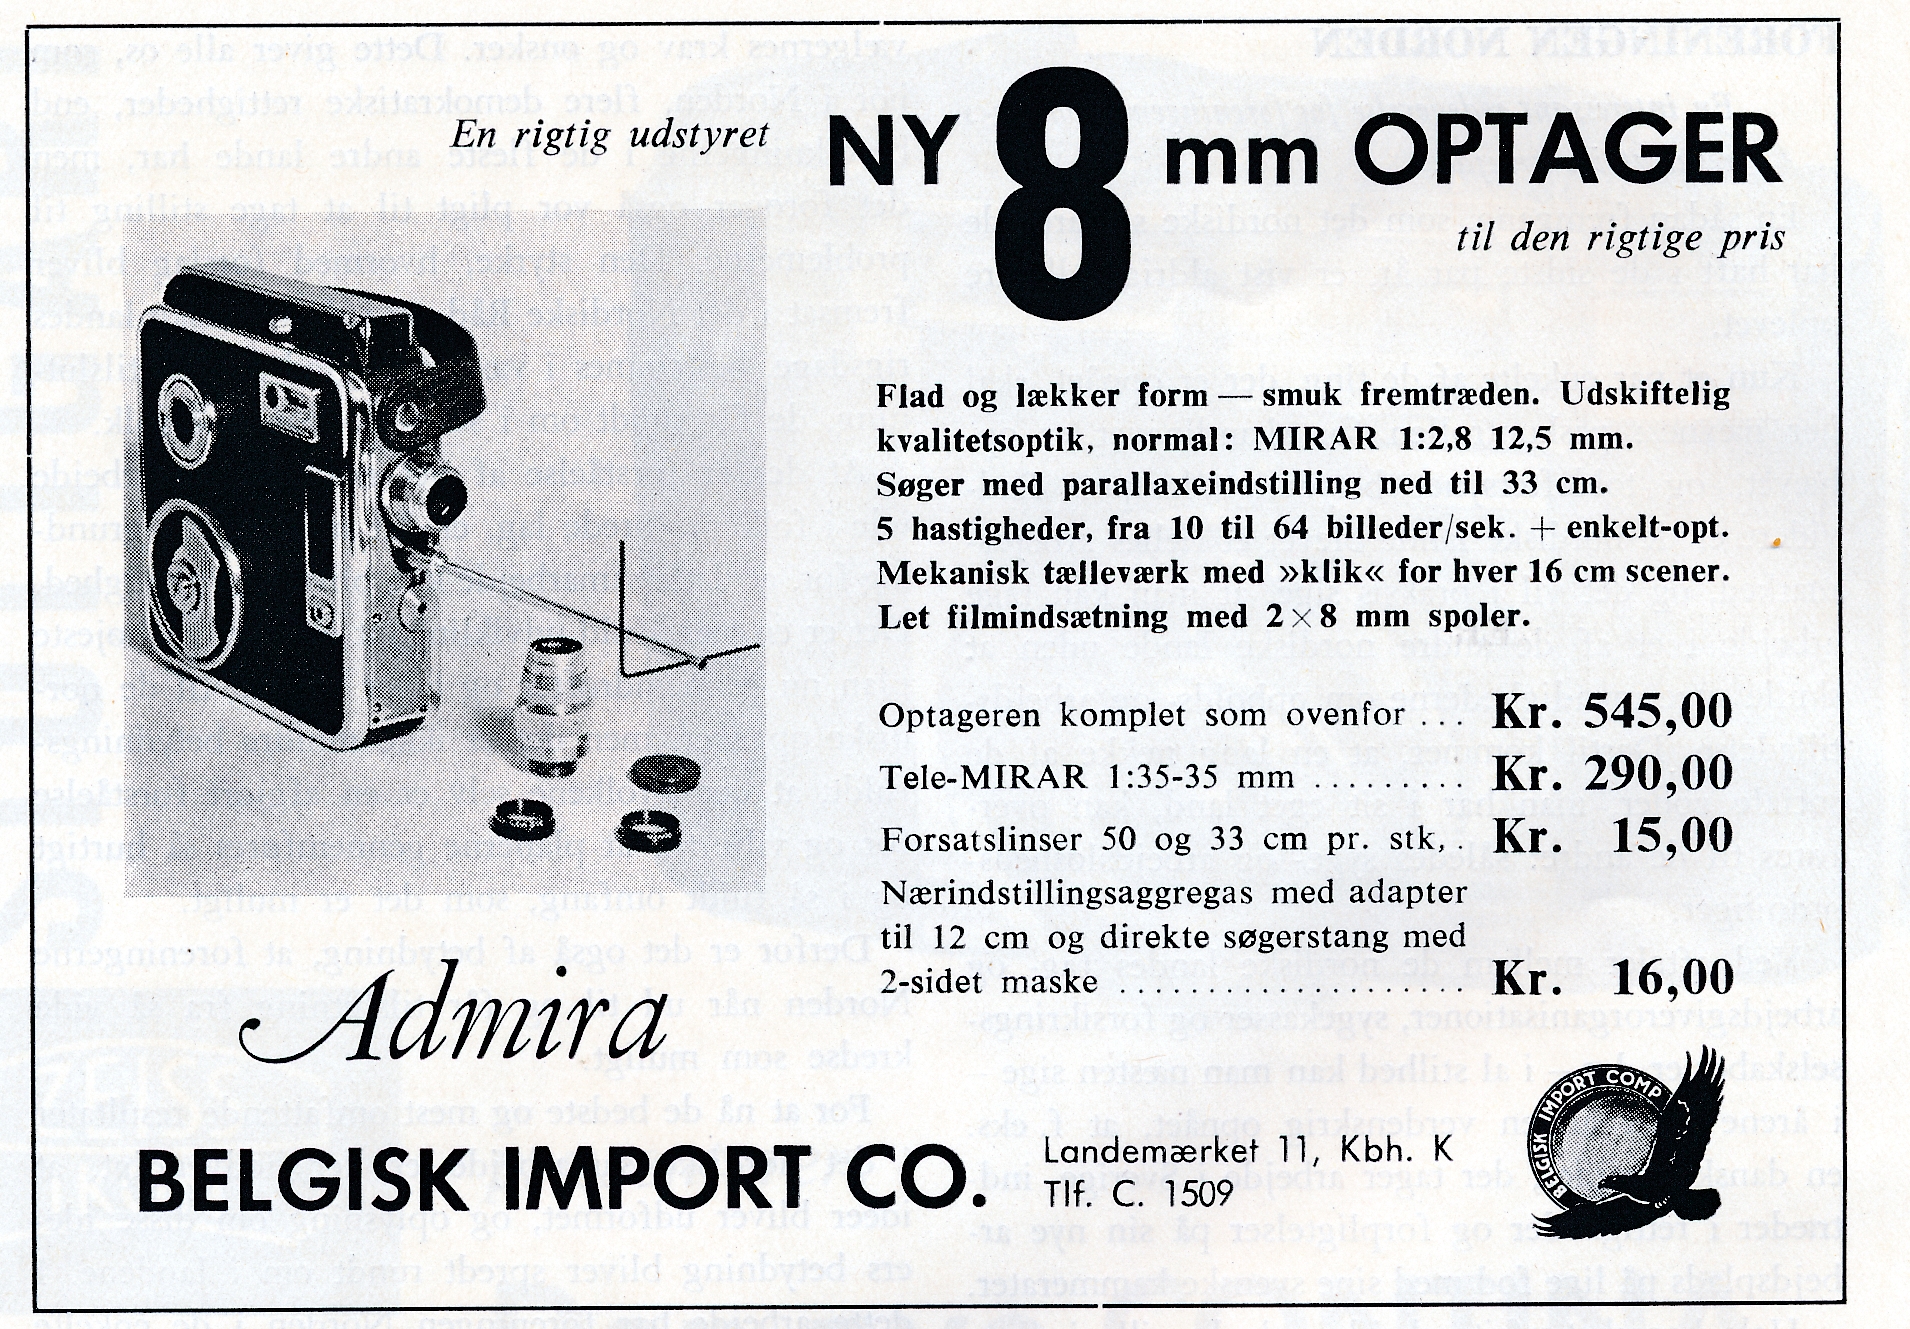 En rigtig udstyret NY 8 mm OPTAGER
til den rigtige pris
Flad og lækker form — smuk fremtræden. Udskiftelig
kvalitetsoptik, normal: MIRAR 1:2,8 12,5 mm.
Søger med parallaxeindstilling ned til 33 cm.
5 hastigheder, fra 10 til 64 billeder/sek. + enkelt-opt.
Mekanisk tælleværk med »klik« for hver 16 cm scener.
Let filmindsætning med 2 × 8 mm spoler.
Optageren komplet som ovenfor ... Kr. 545,00
Tele-MIRAR 1:35-35 mm ......... Kr. 290,00
Forsatslinser 50 og 33 cm pr. stk,. Kr. 15,00
Nærindstillingsaggregas med adapter
til 12 cm og direkte søgerstang med
2-sidet maske .................... Kr. 16,00
Admira
BELGISK IMPORT CO.
Landemærket 11, Kbh. K
Tlf. C. 1509
BELGISK IMPORT COMP